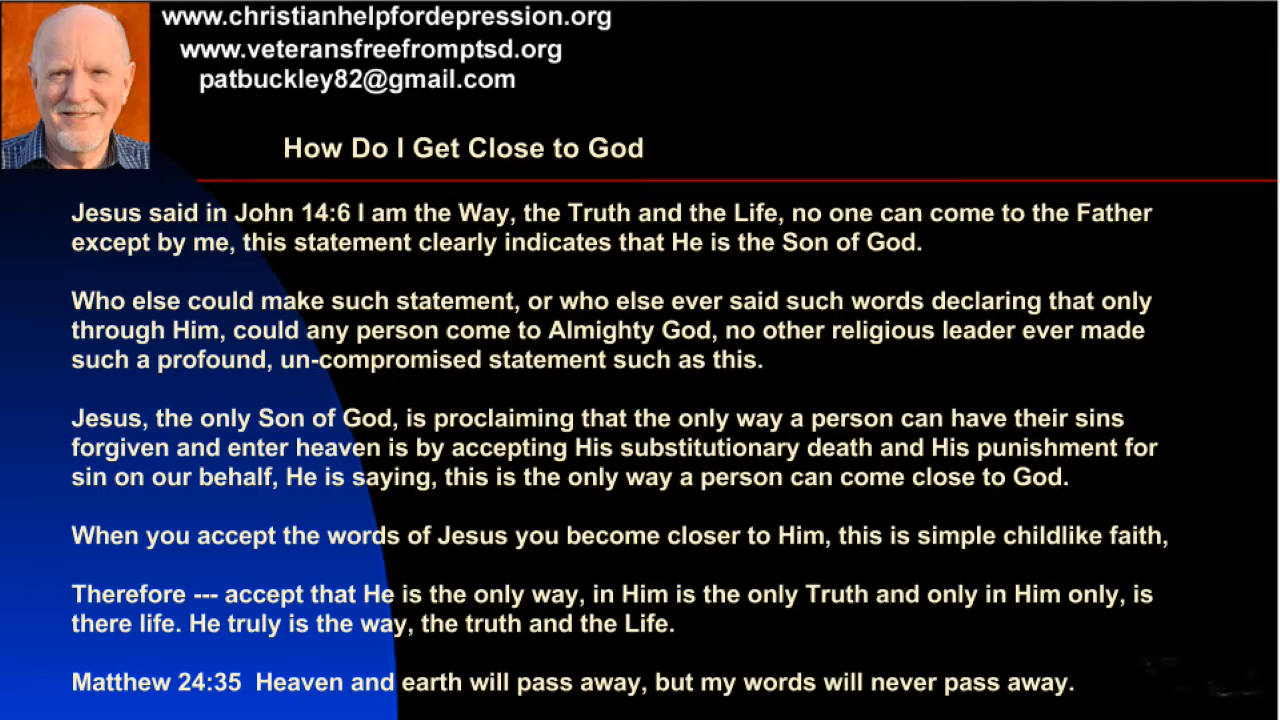 www.christianhelpfordepression.org
www.veteransfreefromptsd.org
patbuckley82@gmail.com
How Do I Get Close to God
Jesus said in John 14:6 I am the Way, the Truth and the Life, no one can come to the Father
except by me, this statement clearly indicates that He is the Son of God.
Who else could make such statement, or who else ever said such words declaring that only
through Him, could any person come to Almighty God, no other religious leader ever made
such a profound, un-compromised statement such as this.
Jesus, the only Son of God, is proclaiming that the only way a person can have their sins
forgiven and enter heaven is by accepting His substitutionary death and His punishment for
sin on our behalf, He is saying, this is the only way a person can come close to God.
When you accept the words of Jesus you become closer to Him, this is simple childlike faith,
Therefore --- accept that He is the only way, in Him is the only Truth and only in Him only, is
there life. He truly is the way, the truth and the Life.
Matthew 24:35  Heaven and earth will pass away, but my words will never pass away.